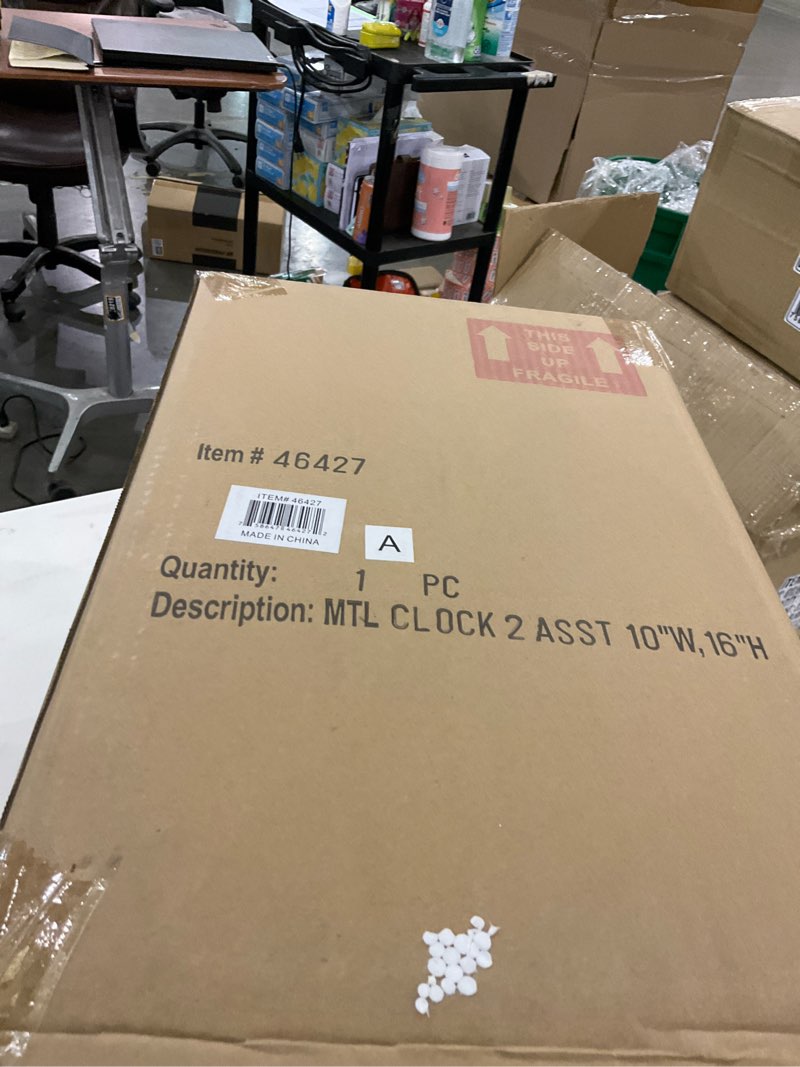 THIS
SIDE
UP
FRAGILE
Item # 46427
ITEM# 46427
MADE IN CHINA
A
Quantity: 1 PC
Description: MTL CLOCK 2 ASST 10"W, 16"H